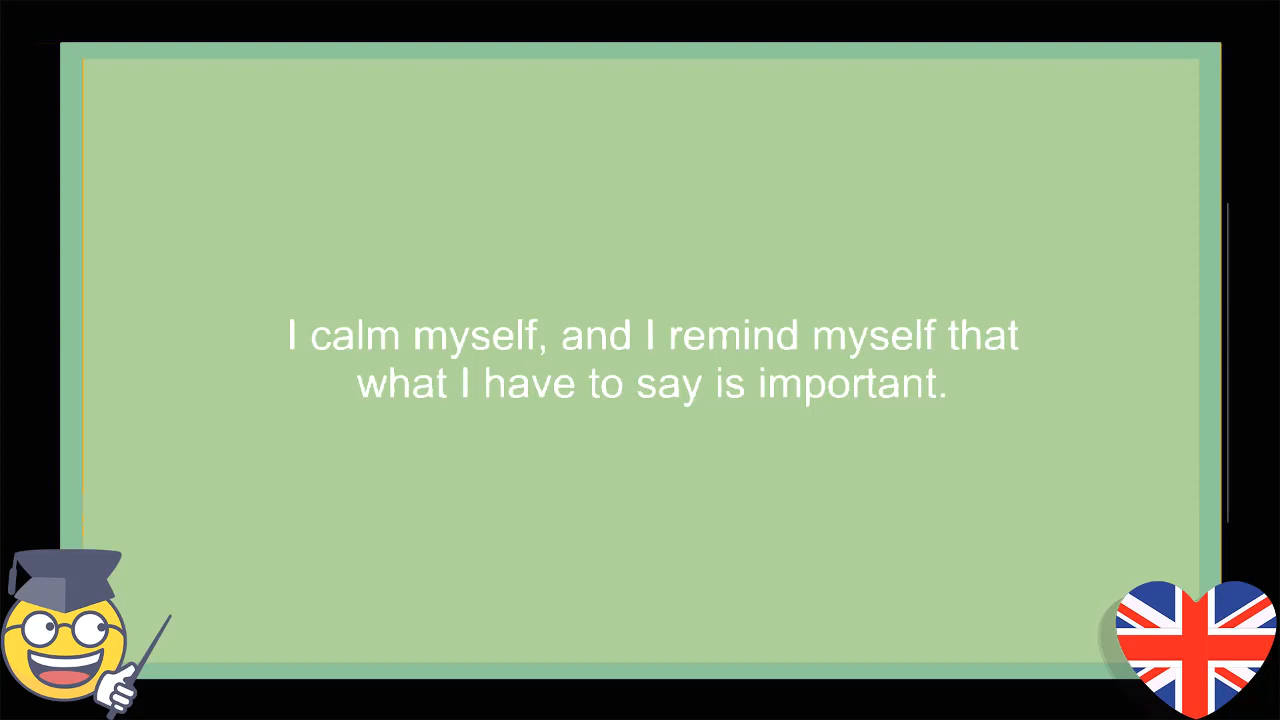 I calm myself, and I remind myself that
what I have to say is important.